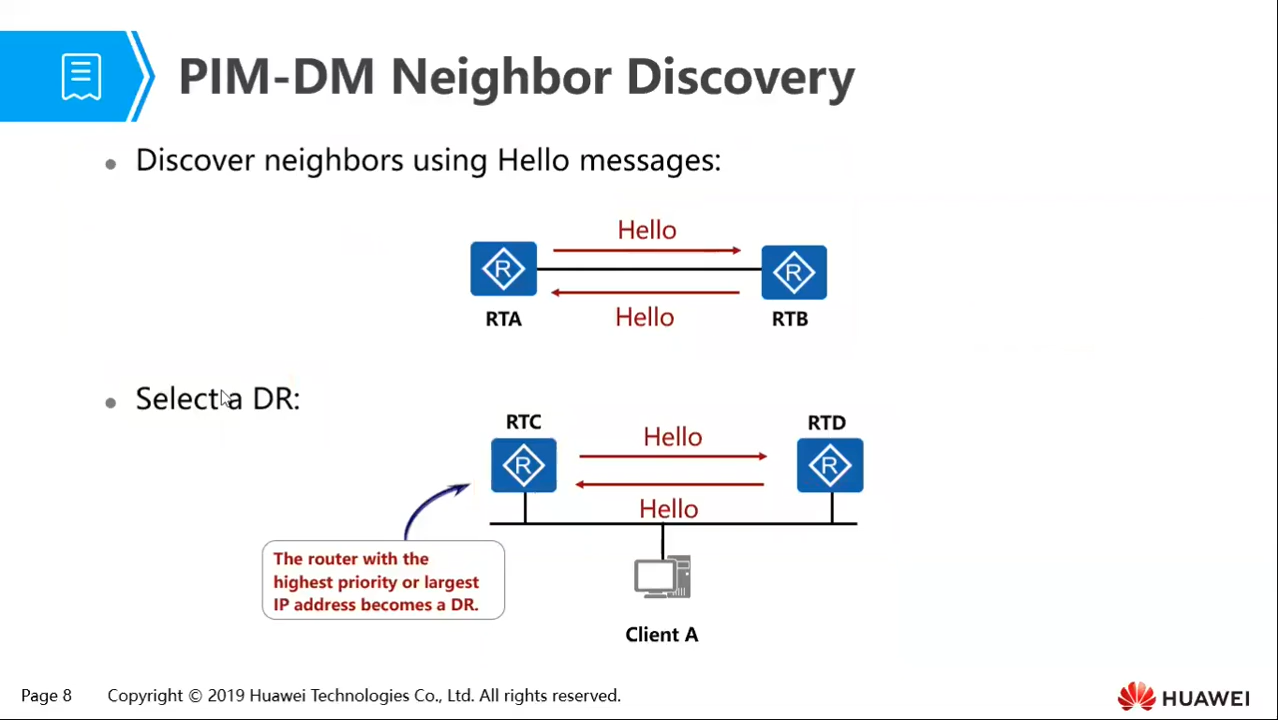 PIM-DM Neighbor Discovery
• Discover neighbors using Hello messages:
Hello
R
R
RTA
Hello
RTB
• Select a DR:
RTC
RTD
Hello
R
R
Hello
The router with the
highest priority or largest
IP address becomes a DR.
Client A
Page 8
Copyright © 2019 Huawei Technologies Co., Ltd. All rights reserved.
HUAWEI